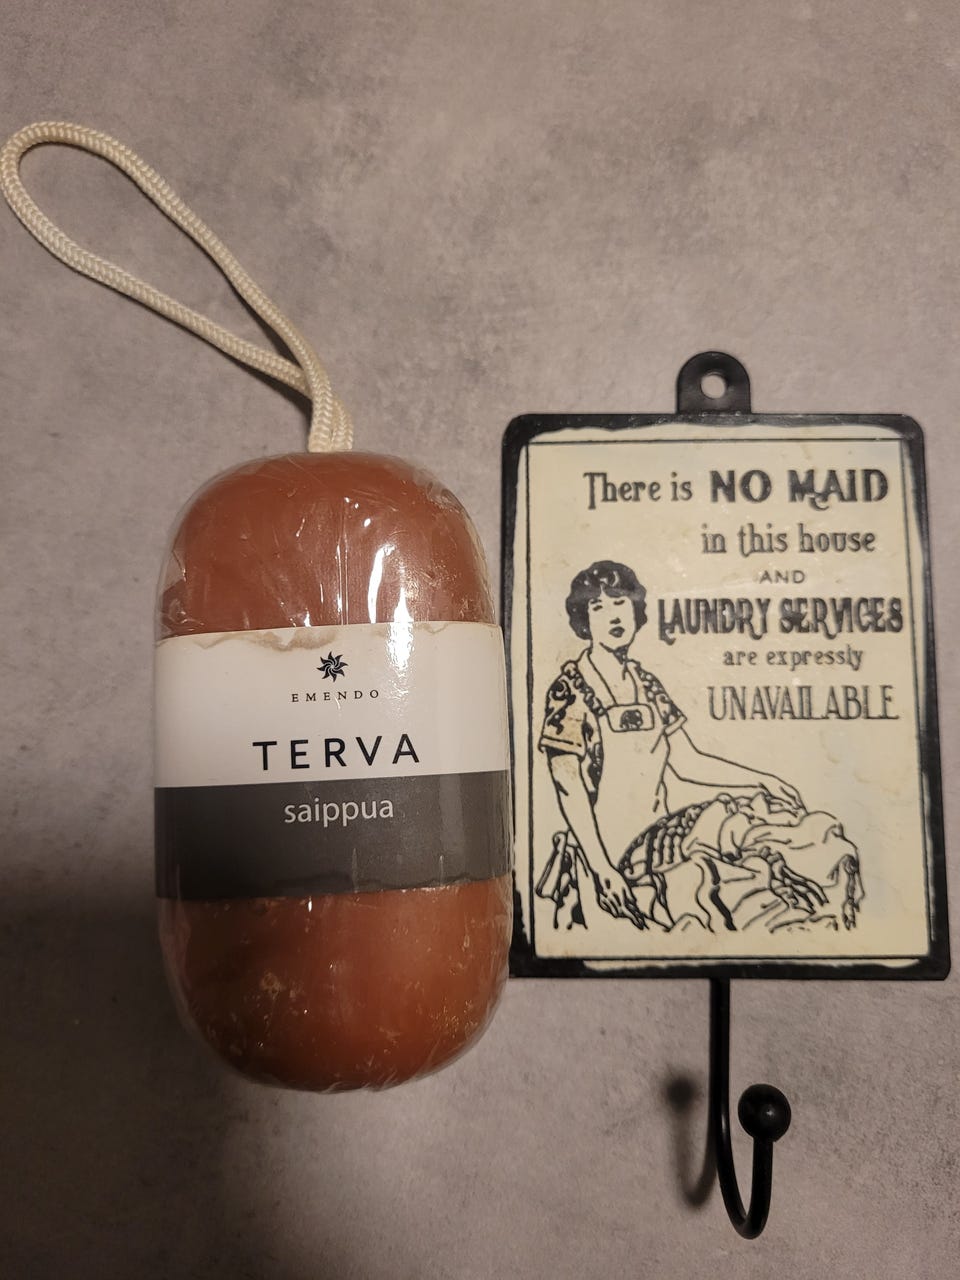 EMENDO
TERVA
saippua
There is NO MAID
in this house
AND
LAUNDRY SERVICES
are expressly
UNAVAILABLE